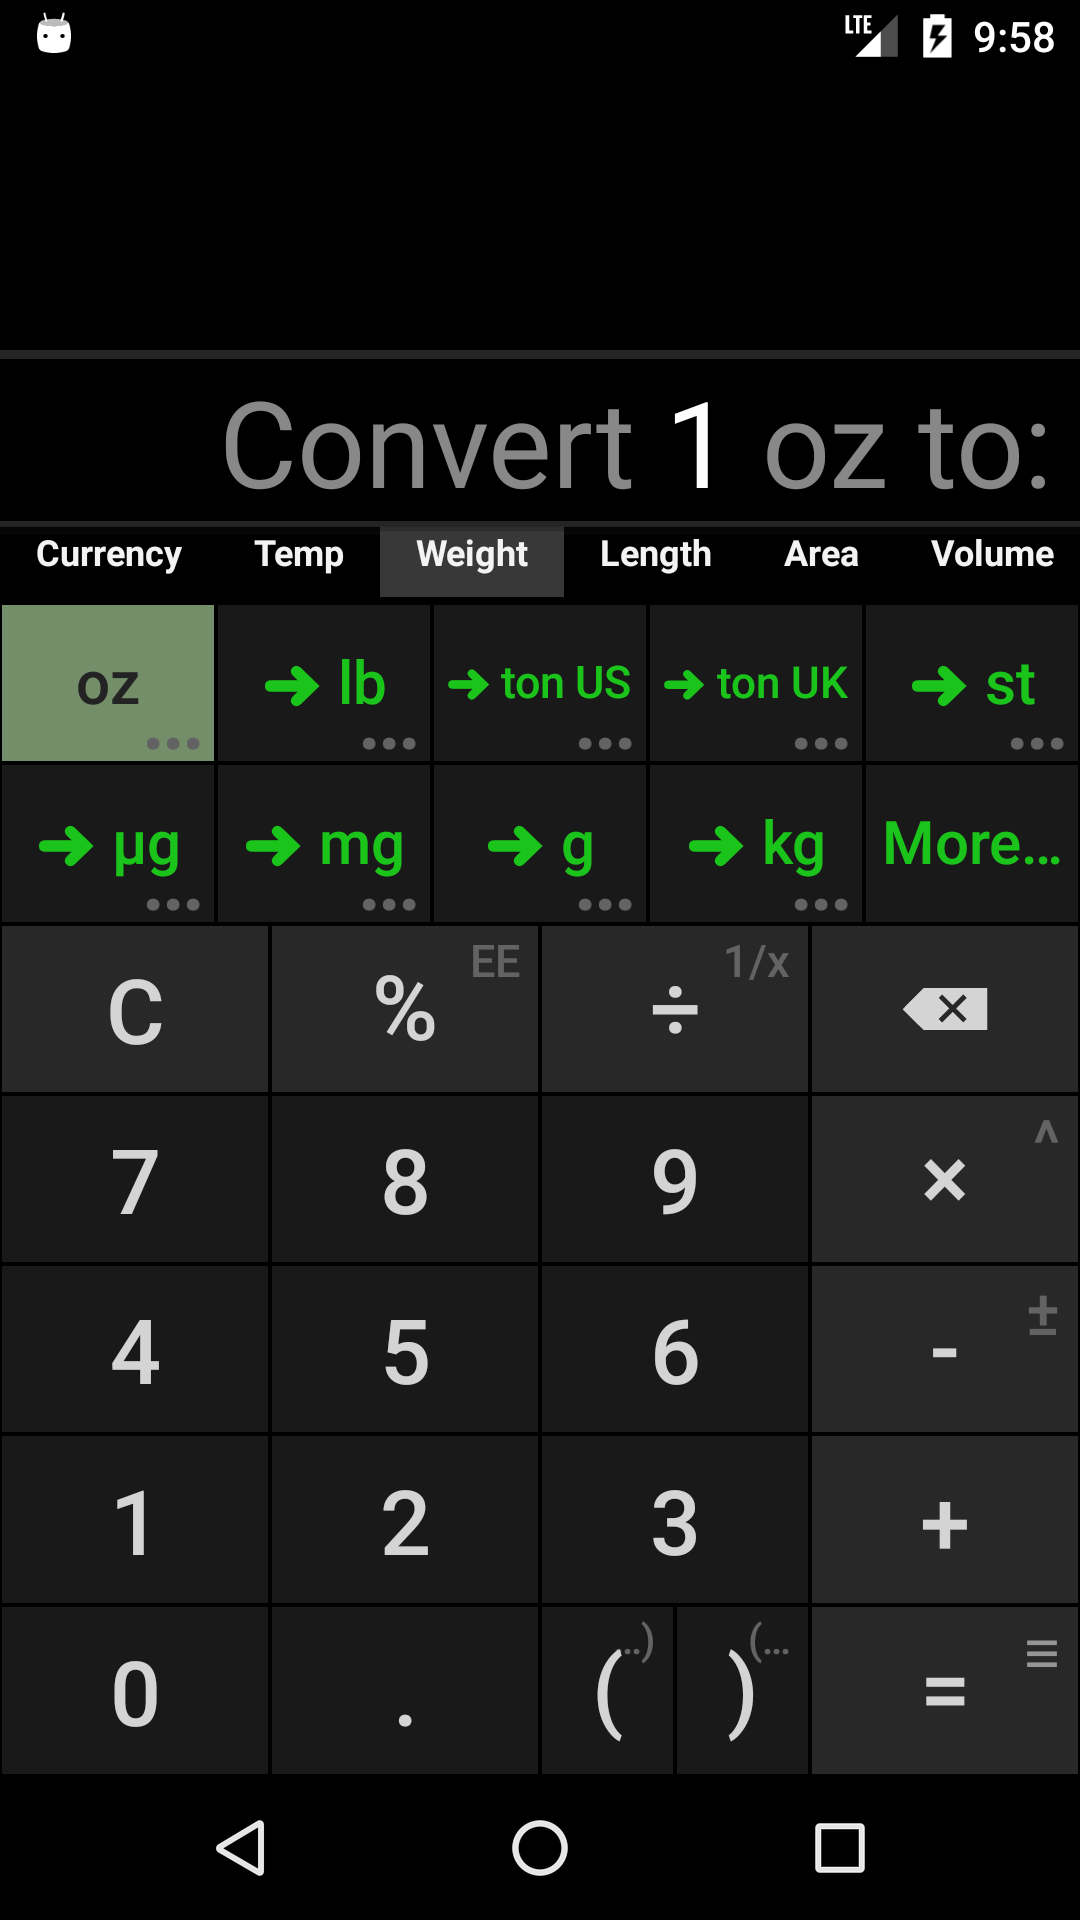 LTE 9:58
Convert 1 oz to:
Currency Temp Weight Length Area Volume
oz → lb → ton US → ton UK → st
→ µg → mg → g → kg More...
C % EE ÷ 1/x
7 8 9 × ^
4 5 6 - ±
1 2 3 +
0 . ( ..) ) (... =